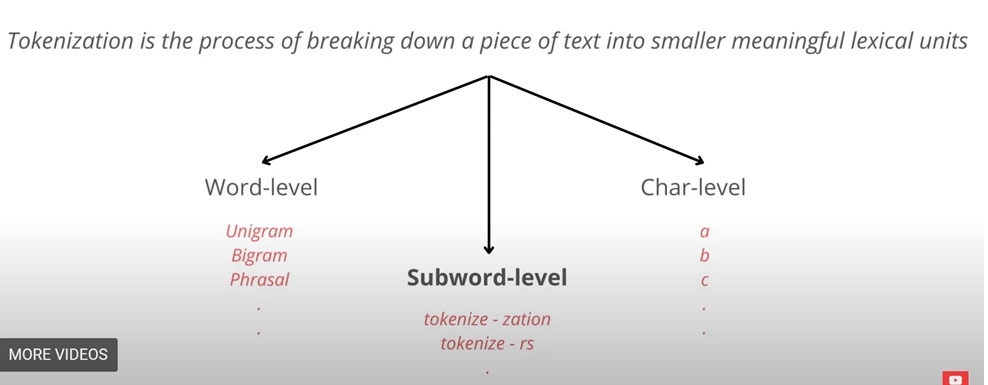 Tokenization is the process of breaking down a piece of text into smaller meaningful lexical units
Word-level
Unigram
Bigram
Phrasal
.
.
Subword-level
tokenize - zation
tokenize - rs
.
Char-level
a
b
c
.
.
MORE VIDEOS